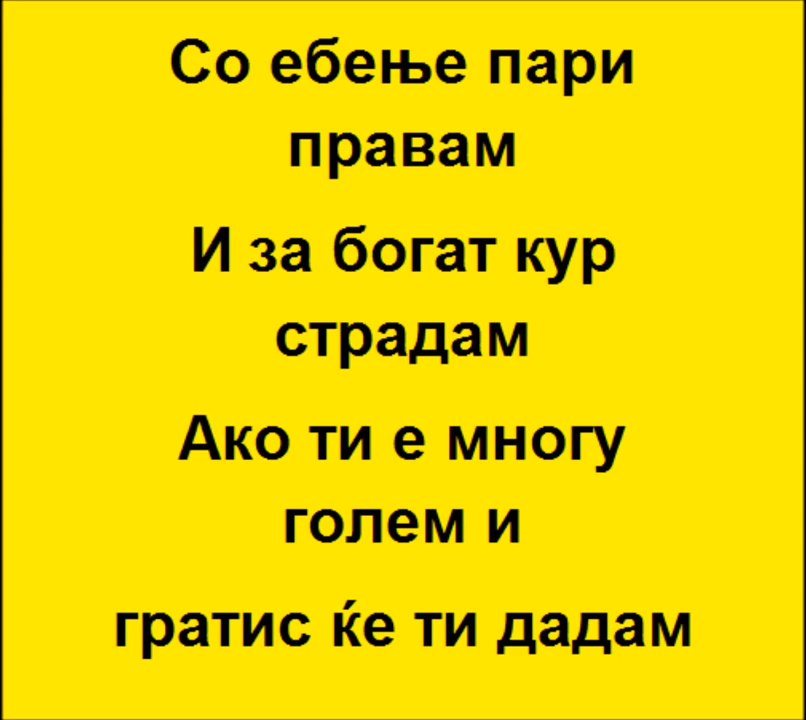 Со ебење пари
правам
И за богат кур
страдам
Ако ти е многу
голем и
гратис ќе ти дадам